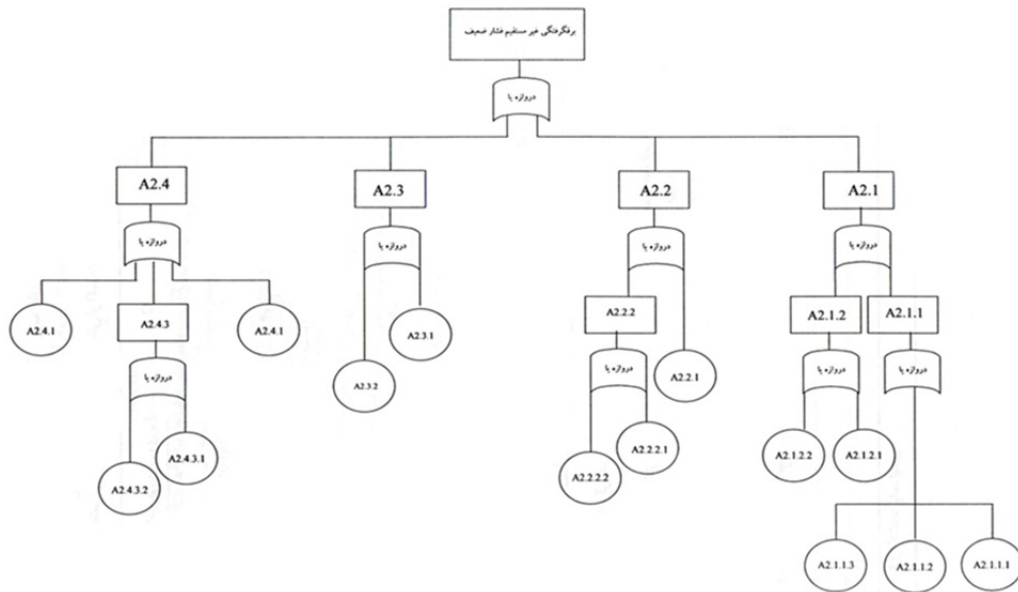 برقگرفتگی غیر مستقیم فشار ضعیف
دروازه یا
A2.4
A2.3
A2.2
A2.1
دروازه یا
دروازه یا
دروازه یا
دروازه یا
A2.4.1
A2.4.3
A2.4.1
A2.3.1
A2.2.2
A2.1.2
A2.1.1
دروازه یا
A2.3.2
دروازه یا
A2.2.1
دروازه یا
دروازه یا
A2.4.3.2
A2.4.3.1
A2.2.2.2
A2.2.2.1
A2.1.2.2
A2.1.2.1
A2.1.1.3
A2.1.1.2
A2.1.1.1